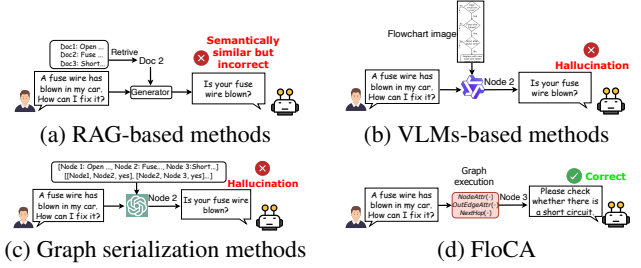 Doc1: Open ...
Doc2: Fuse ...
Doc3: Short...
Retrive
Doc 2
Semantically
similar but
incorrect
A fuse wire has
blown in my car.
How can I fix it?
Generator
Is your fuse
wire blown?
(a) RAG-based methods
Flowchart image
Hallucination
A fuse wire has
blown in my car.
How can I fix it?
Node 2
Is your fuse
wire blown?
(b) VLMs-based methods
[Node 1: Open ..., Node 2: Fuse..., Node 3:Short...]
[[Node1, Node2, yes], [Node2, Node 3, yes]...]
Hallucination
A fuse wire has
blown in my car.
How can I fix it?
Node 2
Is your fuse wire
blown?
(c) Graph serialization methods
Correct
Graph
execution
A fuse wire has
blown in my car.
How can I fix it?
NodeAttr(·)
OutEdgeAttr(·)
NextHop(·)
Node 3
Please check
whether there is
a short circuit.
(d) FloCA